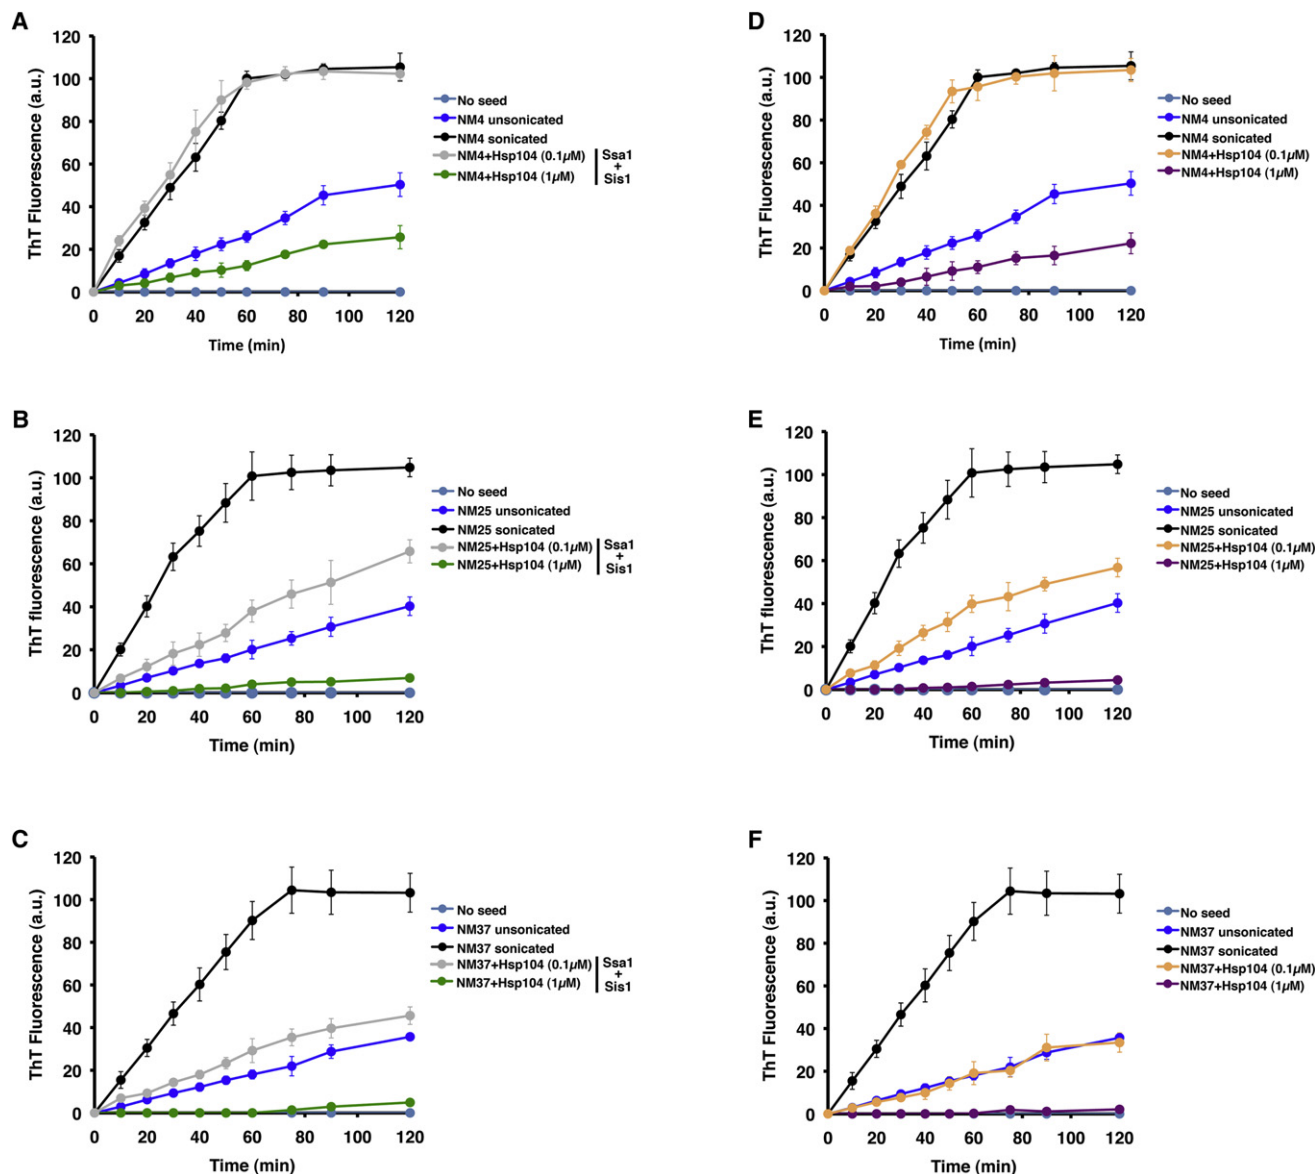 A
ThT Fluorescence (a.u.)
120
100
80
60
40
20
0
0 20 40 60 80 100 120
Time (min)
No seed
NM4 unsonicated
NM4 sonicated
NM4+Hsp104 (0.1µM)
NM4+Hsp104 (1µM)
Ssa1
+
Sis1
D
ThT Fluorescence (a.u.)
120
100
80
60
40
20
0
0 20 40 60 80 100 120
Time (min)
No seed
NM4 unsonicated
NM4 sonicated
NM4+Hsp104 (0.1µM)
NM4+Hsp104 (1µM)
B
ThT fluorescence (a.u.)
120
100
80
60
40
20
0
0 20 40 60 80 100 120
Time (min)
No seed
NM25 unsonicated
NM25 sonicated
NM25+Hsp104 (0.1µM)
NM25+Hsp104 (1µM)
Ssa1
+
Sis1
E
ThT fluorescence (a.u.)
120
100
80
60
40
20
0
0 20 40 60 80 100 120
Time (min)
No seed
NM25 unsonicated
NM25 sonicated
NM25+Hsp104 (0.1µM)
NM25+Hsp104 (1µM)
C
ThT Fluorescence (a.u.)
120
100
80
60
40
20
0
0 20 40 60 80 100 120
Time (min)
No seed
NM37 unsonicated
NM37 sonicated
NM37+Hsp104 (0.1µM)
NM37+Hsp104 (1µM)
Ssa1
+
Sis1
F
ThT Fluorescence (a.u.)
120
100
80
60
40
20
0
0 20 40 60 80 100 120
Time (min)
No seed
NM37 unsonicated
NM37 sonicated
NM37+Hsp104 (0.1µM)
NM37+Hsp104 (1µM)